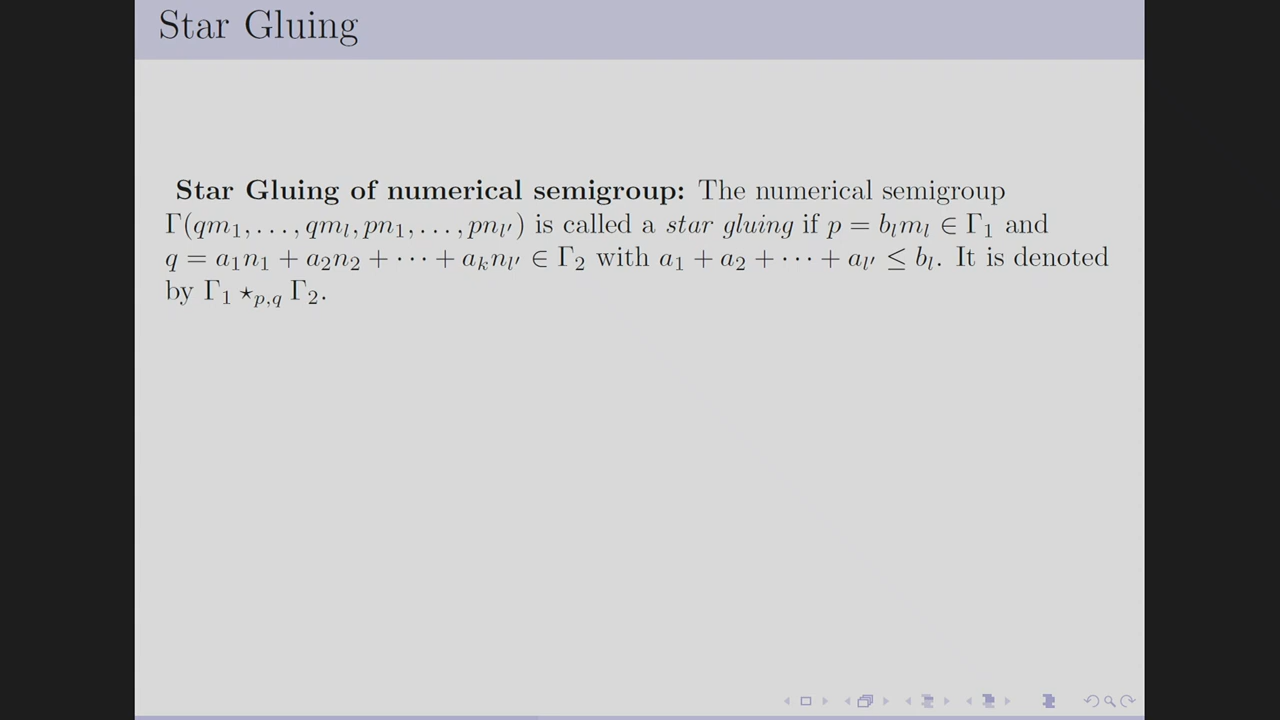 Star Gluing
Star Gluing of numerical semigroup: The numerical semigroup
Γ(qm₁, . . . , qmₗ, pn₁, . . . , pnₗ′) is called a star gluing if p = bₗmₗ ∈ Γ₁ and
q = a₁n₁ + a₂n₂ + · · · + aₖnₗ′ ∈ Γ₂ with a₁ + a₂ + · · · + aₗ′ ≤ bₗ. It is denoted
by Γ₁ ⋆p,q Γ₂.